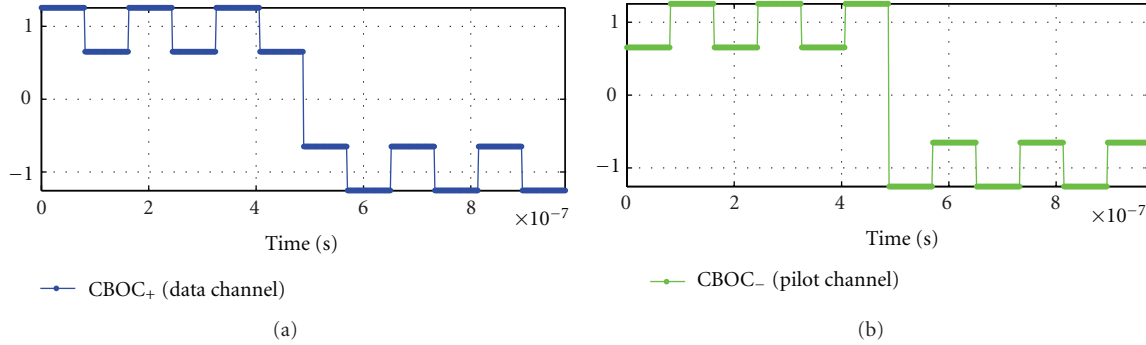 1
0
−1
0 2 4 6 8
×10⁻⁷
Time (s)
CBOC₊ (data channel)
(a)
1
0
−1
0 2 4 6 8
×10⁻⁷
Time (s)
CBOC₋ (pilot channel)
(b)